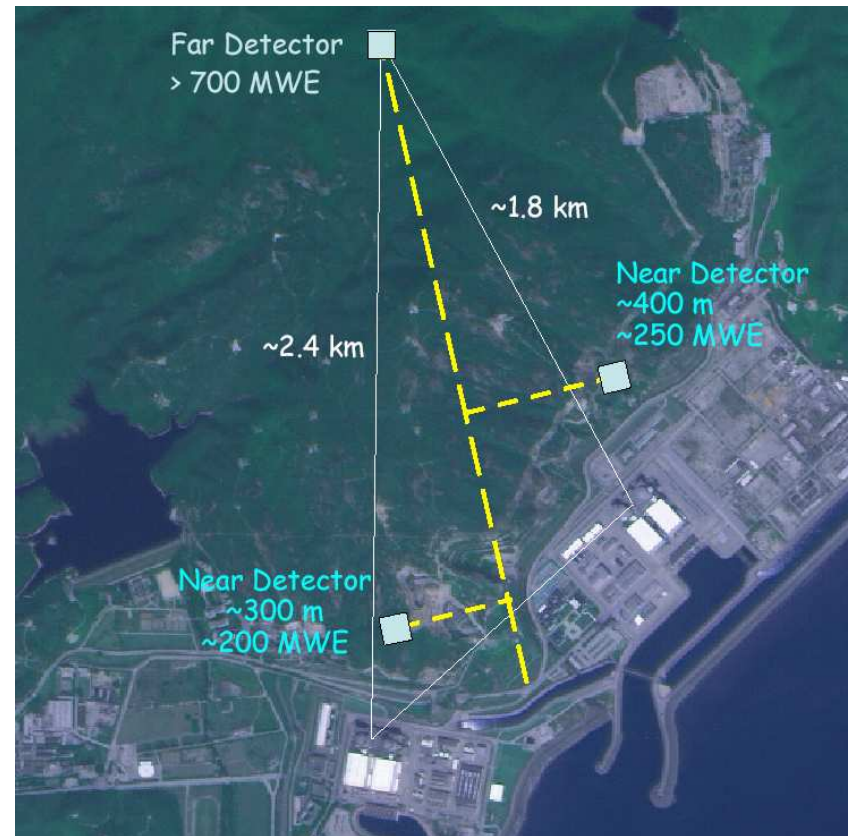 Far Detector
> 700 MWE
~1.8 km
Near Detector
~400 m
~250 MWE
~2.4 km
Near Detector
~300 m
~200 MWE